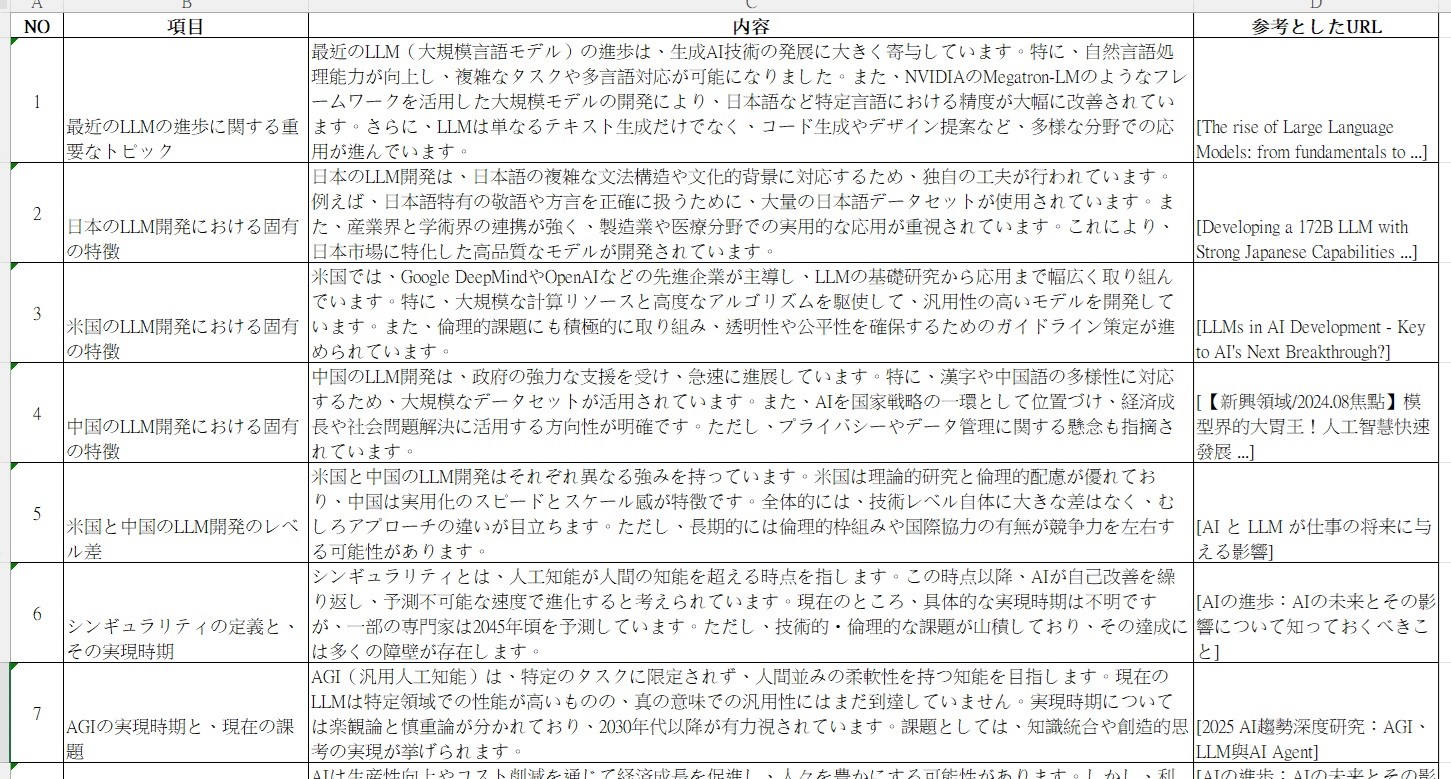 A B C D
NO 項目 内容 参考としたURL
1
最近のLLMの進歩に関する重
要なトピック
最近のLLM（大規模言語モデル）の進歩は、生成AI技術の発展に大きく寄与しています。特に、自然言語処
理能力が向上し、複雑なタスクや多言語対応が可能になりました。また、NVIDIAのMegatron-LMのようなフレ
ームワークを活用した大規模モデルの開発により、日本語など特定言語における精度が大幅に改善されてい
ます。さらに、LLMは単なるテキスト生成だけでなく、コード生成やデザイン提案など、多様な分野での応
用が進んでいます。
[The rise of Large Language
Models: from fundamentals to ...]
2
日本のLLM開発における固有
の特徴
日本のLLM開発は、日本語の複雑な文法構造や文化的背景に対応するため、独自の工夫が行われています。
例えば、日本語特有の敬語や方言を正確に扱うために、大量の日本語データセットが使用されています。ま
た、産業界と学術界の連携が強く、製造業や医療分野での実用的な応用が重視されています。これにより、
日本市場に特化した高品質なモデルが開発されています。
[Developing a 172B LLM with
Strong Japanese Capabilities ...]
3
米国のLLM開発における固有
の特徴
米国では、Google DeepMindやOpenAIなどの先進企業が主導し、LLMの基礎研究から応用まで幅広く取り組ん
でいます。特に、大規模な計算リソースと高度なアルゴリズムを駆使して、汎用性の高いモデルを開発して
います。また、倫理的課題にも積極的に取り組み、透明性や公平性を確保するためのガイドライン策定が進
められています。
[LLMs in AI Development - Key
to AI's Next Breakthrough?]
4
中国のLLM開発における固有
の特徴
中国のLLM開発は、政府の強力な支援を受け、急速に進展しています。特に、漢字や中国語の多様性に対応
するため、大規模なデータセットが活用されています。また、AIを国家戦略の一環として位置づけ、経済成
長や社会問題解決に活用する方向性が明確です。ただし、プライバシーやデータ管理に関する懸念も指摘さ
れています。
[【新興領域/2024.08焦點】模
型界的大胃王！人工智慧快速
發展 ...]
5
米国と中国のLLM開発のレベ
ル差
米国と中国のLLM開発はそれぞれ異なる強みを持っています。米国は理論的研究と倫理的配慮が優れてお
り、中国は実用化のスピードとスケール感が特徴です。全体的には、技術レベル自体に大きな差はなく、む
しろアプローチの違いが目立ちます。ただし、長期的には倫理的枠組みや国際協力の有無が競争力を左右す
る可能性があります。
[AI と LLM が仕事の将来に与
える影響]
6
シンギュラリティの定義と、
その実現時期
シンギュラリティとは、人工知能が人間の知能を超える時点を指します。この時点以降、AIが自己改善を繰
り返し、予測不可能な速度で進化すると考えられています。現在のところ、具体的な実現時期は不明です
が、一部の専門家は2045年頃を予測しています。ただし、技術的・倫理的な課題が山積しており、その達成に
は多くの障壁が存在します。
[AIの進歩：AIの未来とその影
響について知っておくべきこ
と]
7
AGIの実現時期と、現在の課
題
AGI（汎用人工知能）は、特定のタスクに限定されず、人間並みの柔軟性を持つ知能を目指します。現在の
LLMは特定領域での性能が高いものの、真の意味での汎用性にはまだ到達していません。実現時期について
は楽観論と慎重論が分かれており、2030年代以降が有力視されています。課題としては、知識統合や創造的思
考の実現が挙げられます。
[2025 AI趨勢深度研究：AGI、
LLM與AI Agent]
AIは生産性向上やコスト削減を通じて経済成長を促進し、人々を豊かにする可能性があります。しかし、利
[AIの進歩：AIの未来とその影